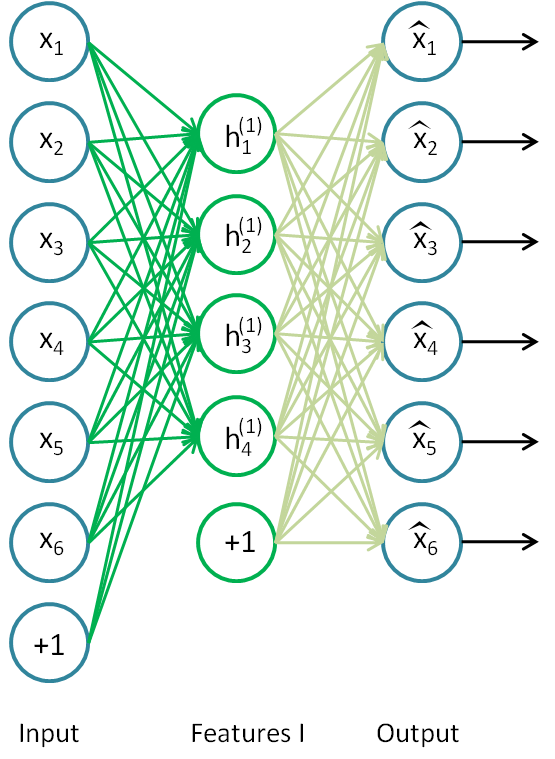 x₁
x₂
x₃
x₄
x₅
x₆
+1
h₁⁽¹⁾
h₂⁽¹⁾
h₃⁽¹⁾
h₄⁽¹⁾
+1
x̂₁
x̂₂
x̂₃
x̂₄
x̂₅
x̂₆
Input
Features I
Output